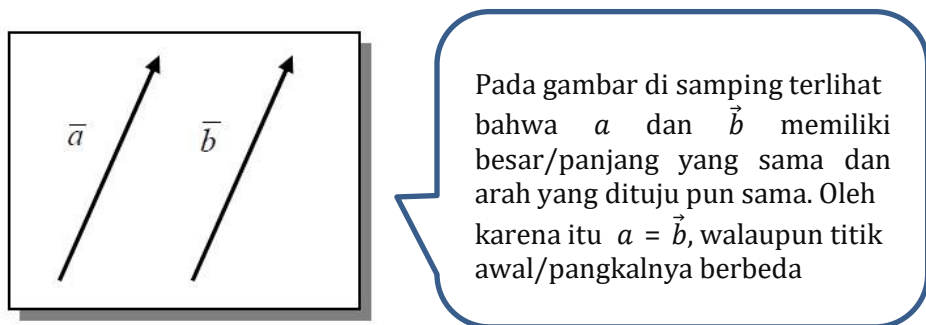 a̅
b̅
Pada gambar di samping terlihat
bahwa a dan b⃗ memiliki
besar/panjang yang sama dan
arah yang dituju pun sama. Oleh
karena itu a = b⃗, walaupun titik
awal/pangkalnya berbeda